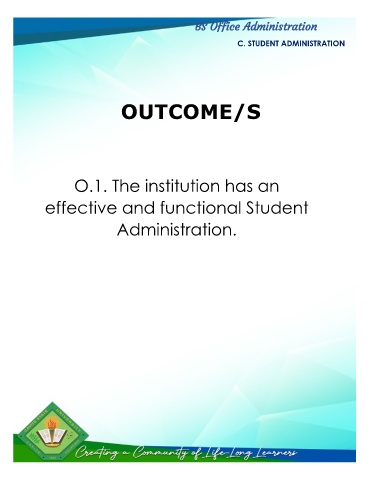 BS Office Administration
C. STUDENT ADMINISTRATION
OUTCOME/S
O.1. The institution has an
effective and functional Student
Administration.
Creating a Community of Life-Long Learners